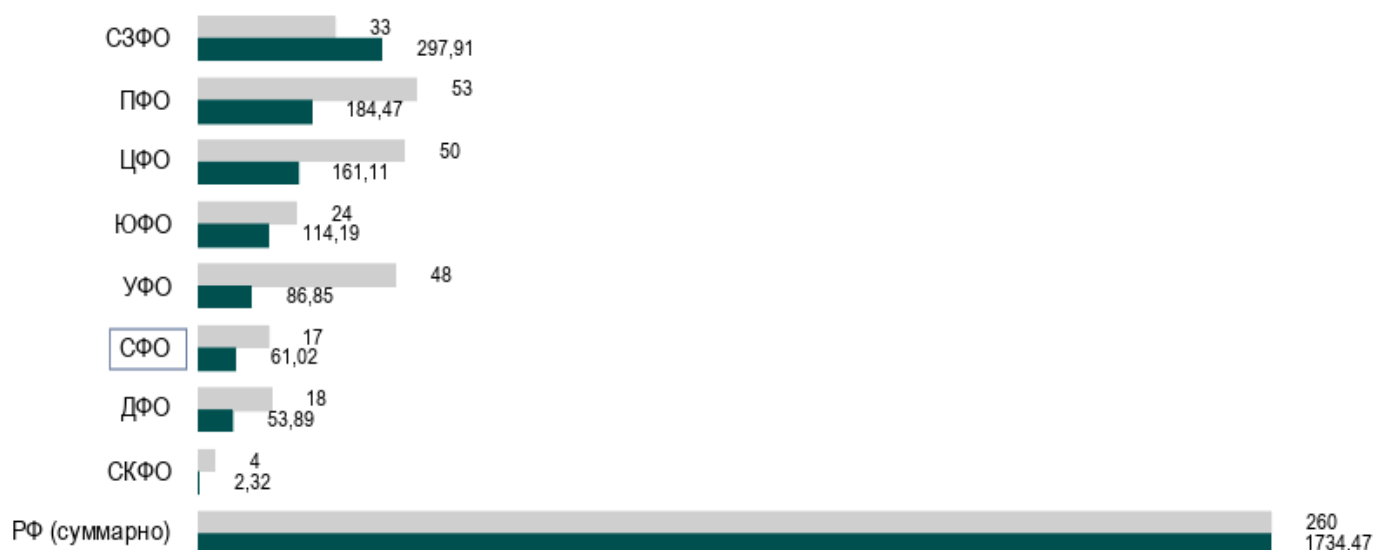 СЗФО
33
297,91
ПФО
53
184,47
ЦФО
50
161,11
ЮФО
24
114,19
УФО
48
86,85
СФО
17
61,02
ДФО
18
53,89
СКФО
4
2,32
РФ (суммарно)
260
1734,47